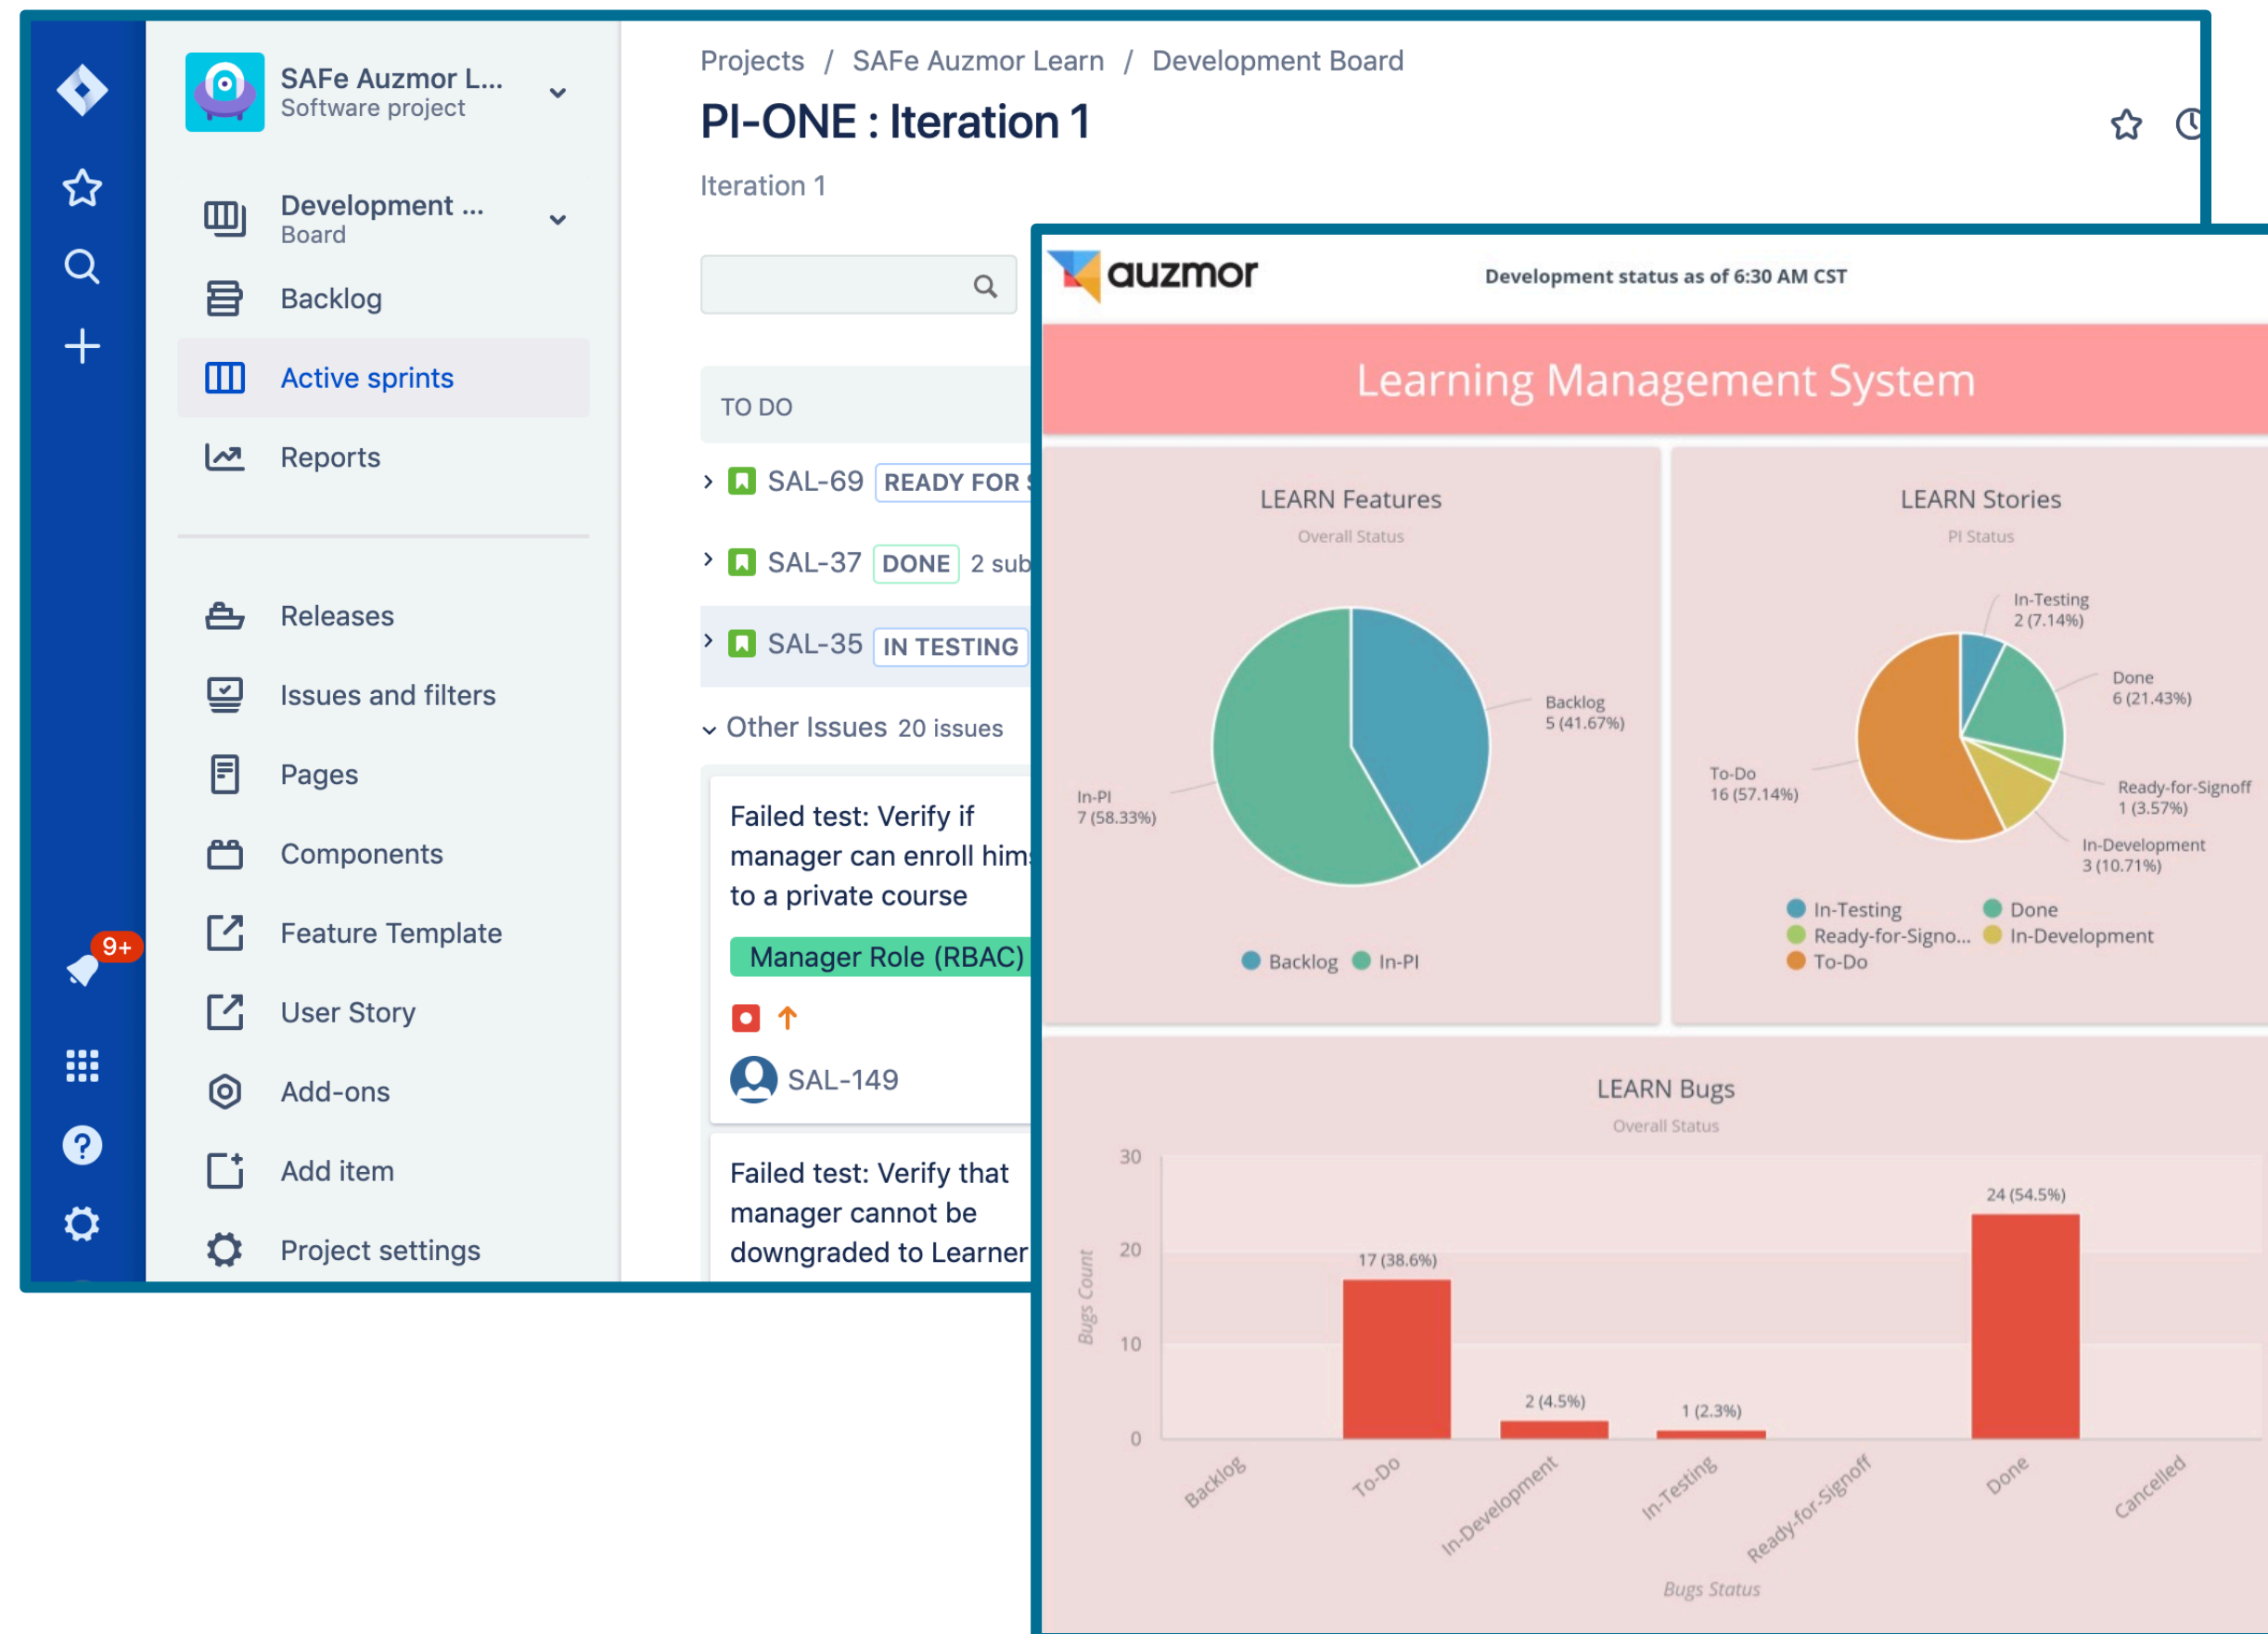 SAFe Auzmor L...
Software project
Development ...
Board
Backlog
Active sprints
Reports
Releases
Issues and filters
Pages
Components
Feature Template
User Story
Add-ons
Add item
Project settings
9+
Projects / SAFe Auzmor Learn / Development Board
PI-ONE : Iteration 1
Iteration 1
TO DO
SAL-69 READY FOR
SAL-37 DONE 2 sub
SAL-35 IN TESTING
Other Issues 20 issues
Failed test: Verify if
manager can enroll hims
to a private course
Manager Role (RBAC)
SAL-149
Failed test: Verify that
manager cannot be
downgraded to Learner
auzmor
Development status as of 6:30 AM CST
Learning Management System
LEARN Features
Overall Status
Backlog
5 (41.67%)
In-PI
7 (58.33%)
Backlog In-PI
LEARN Stories
PI Status
In-Testing
2 (7.14%)
Done
6 (21.43%)
Ready-for-Signoff
1 (3.57%)
In-Development
3 (10.71%)
To-Do
16 (57.14%)
In-Testing Done
Ready-for-Signo... In-Development
To-Do
LEARN Bugs
Overall Status
Bugs Count
30
20
10
0
17 (38.6%)
2 (4.5%)
1 (2.3%)
24 (54.5%)
Backlog
To-Do
In-Development
In-Testing
Ready-for-Signoff
Done
Cancelled
Bugs Status